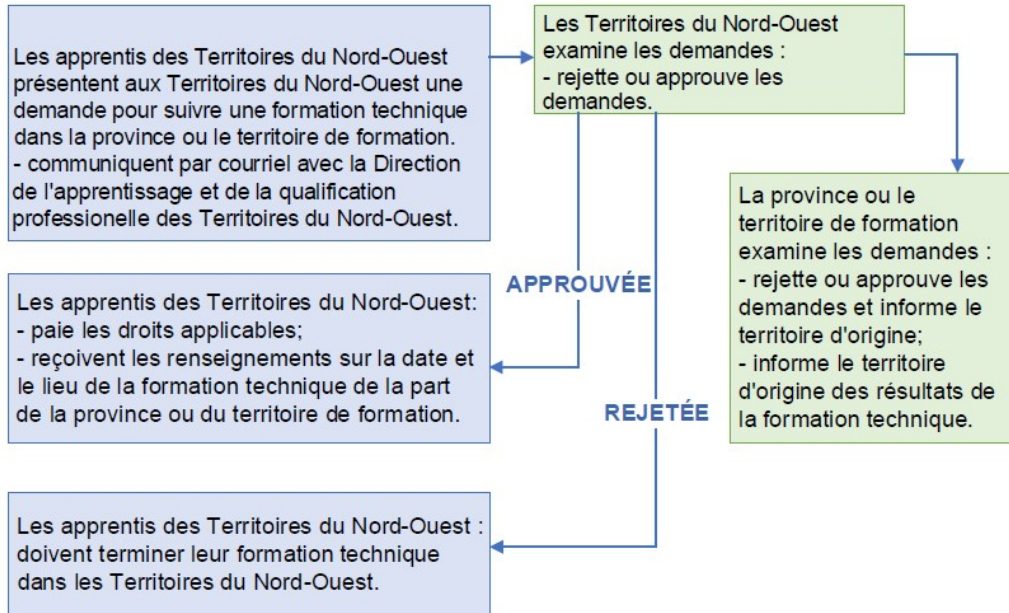 Les apprentis des Territoires du Nord-Ouest
présentent aux Territoires du Nord-Ouest une
demande pour suivre une formation technique
dans la province ou le territoire de formation.
- communiquent par courriel avec la Direction
de l'apprentissage et de la qualification
professionelle des Territoires du Nord-Ouest.
Les Territoires du Nord-Ouest
examine les demandes :
- rejette ou approuve les
demandes.
La province ou le
territoire de formation
examine les demandes :
- rejette ou approuve les
demandes et informe le
territoire d'origine;
- informe le territoire
d'origine des résultats de
la formation technique.
APPROUVÉE
Les apprentis des Territoires du Nord-Ouest:
- paie les droits applicables;
- reçoivent les renseignements sur la date et
le lieu de la formation technique de la part
de la province ou du territoire de formation.
REJETÉE
Les apprentis des Territoires du Nord-Ouest :
doivent terminer leur formation technique
dans les Territoires du Nord-Ouest.